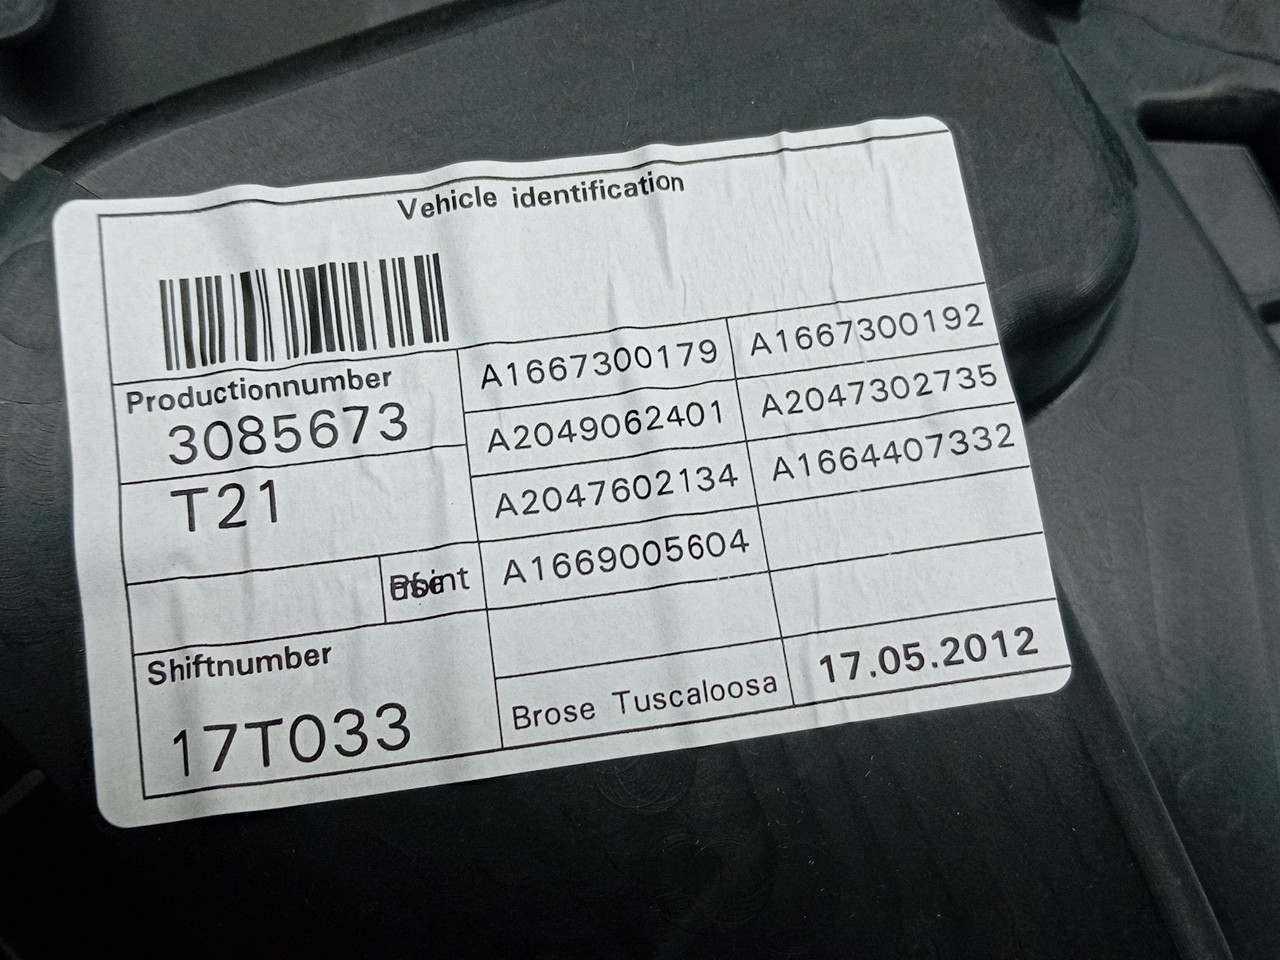 Vehicle identification
Productionnumber
3085673
T21
Shiftnumber
17T033
A1667300179 A1667300192
A2049062401 A2047302735
A2047602134 A1664407332
A1669005604
Brose Tuscaloosa 17.05.2012